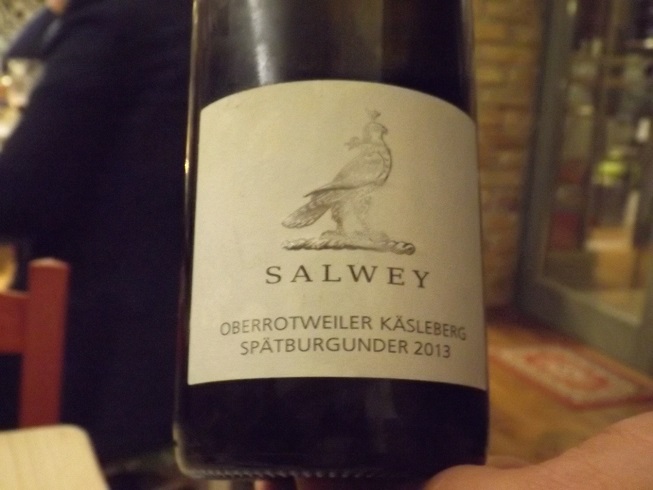 SALWEY
OBERROTWEILER KÄSLEBERG
SPÄTBURGUNDER 2013